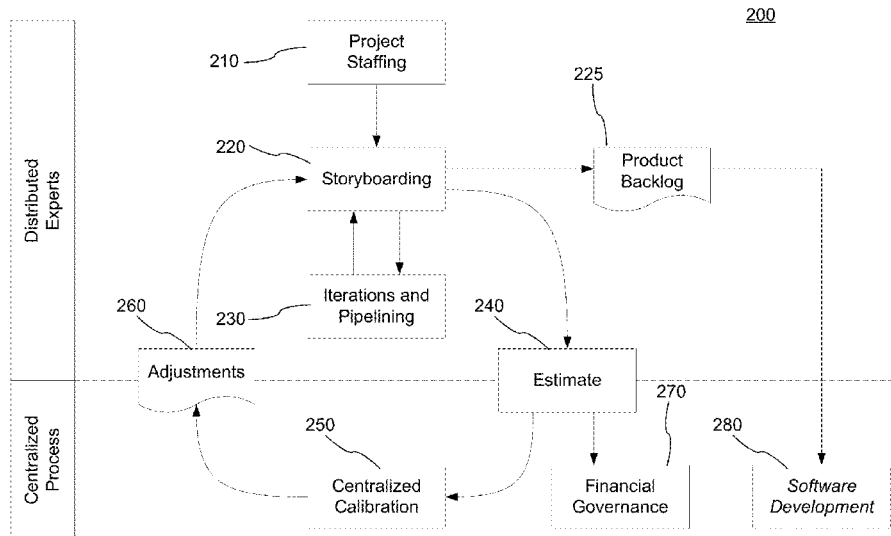 200
Project
Staffing
210
225
220
Product
Backlog
Storyboarding
Distributed
Experts
Iterations and
Pipelining
230
260
240
Adjustments
Estimate
270
250
280
Centralized
Process
Centralized
Calibration
Financial
Governance
Software
Development